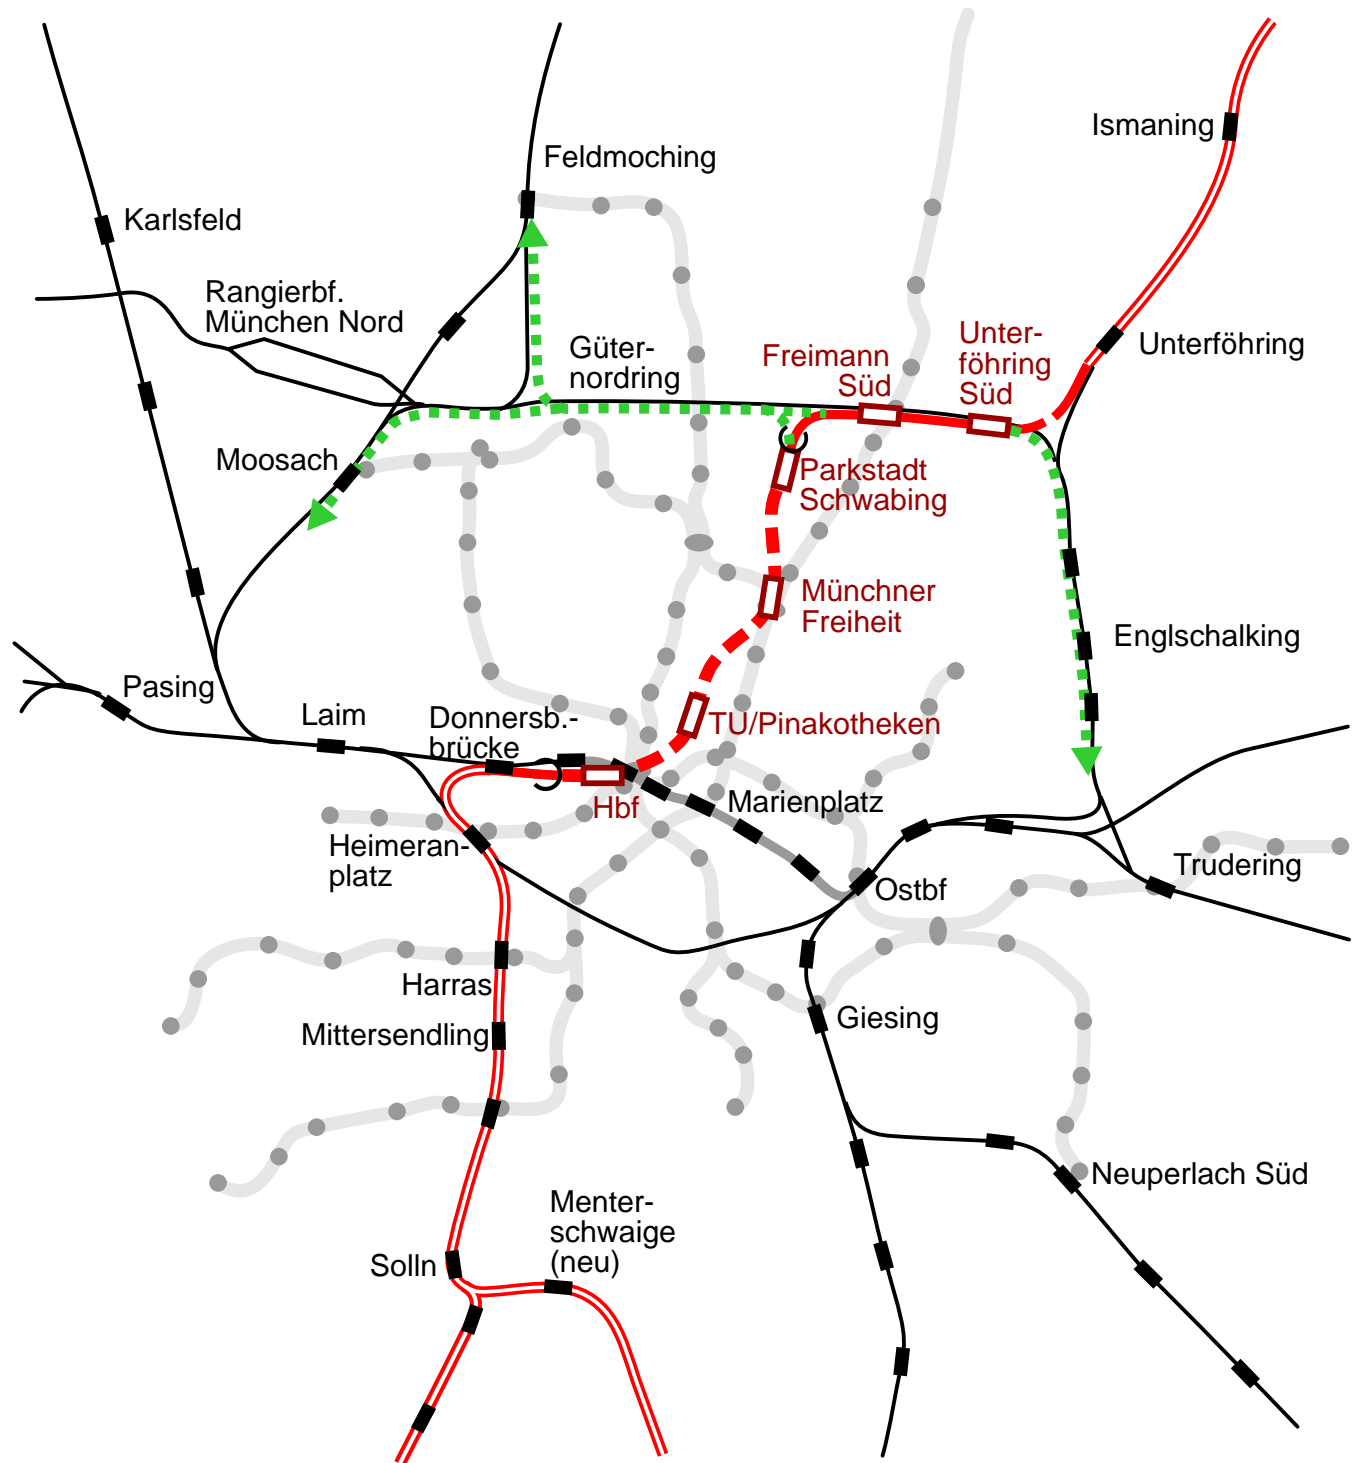 Ismaning
Feldmoching
Karlsfeld
Rangierbf.
München Nord
Güter-
nordring
Freimann
Süd
Unter-
föhring
Süd
Unterföhring
Moosach
Parkstadt
Schwabing
Münchner
Freiheit
Englschalking
Pasing
Laim
Donnersb.-
brücke
TU/Pinakotheken
Hbf
Marienplatz
Heimeran-
platz
Ostbf
Trudering
Harras
Mittersendling
Giesing
Neuperlach Süd
Menter-
schwaige
(neu)
Solln